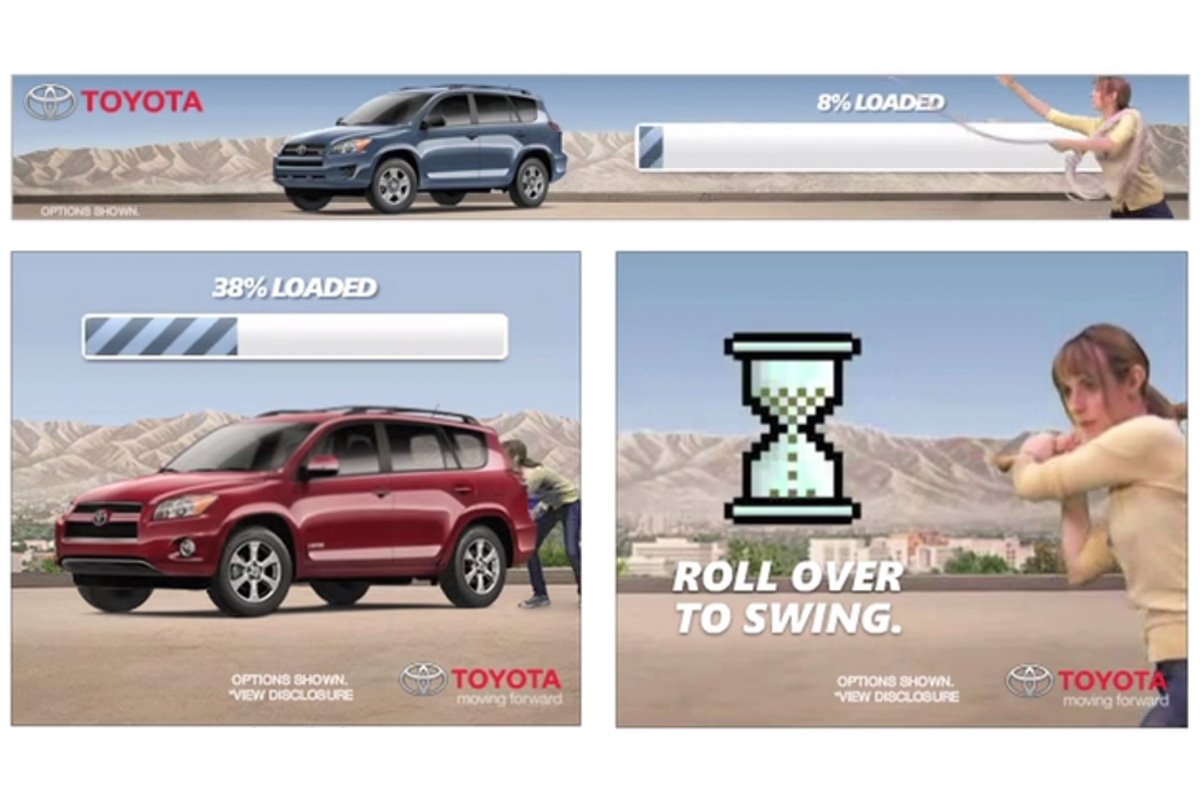 TOYOTA
8% LOADED
OPTIONS SHOWN.
38% LOADED
OPTIONS SHOWN.
*VIEW DISCLOSURE
TOYOTA
moving forward
ROLL OVER
TO SWING.
OPTIONS SHOWN.
*VIEW DISCLOSURE
TOYOTA
moving forward